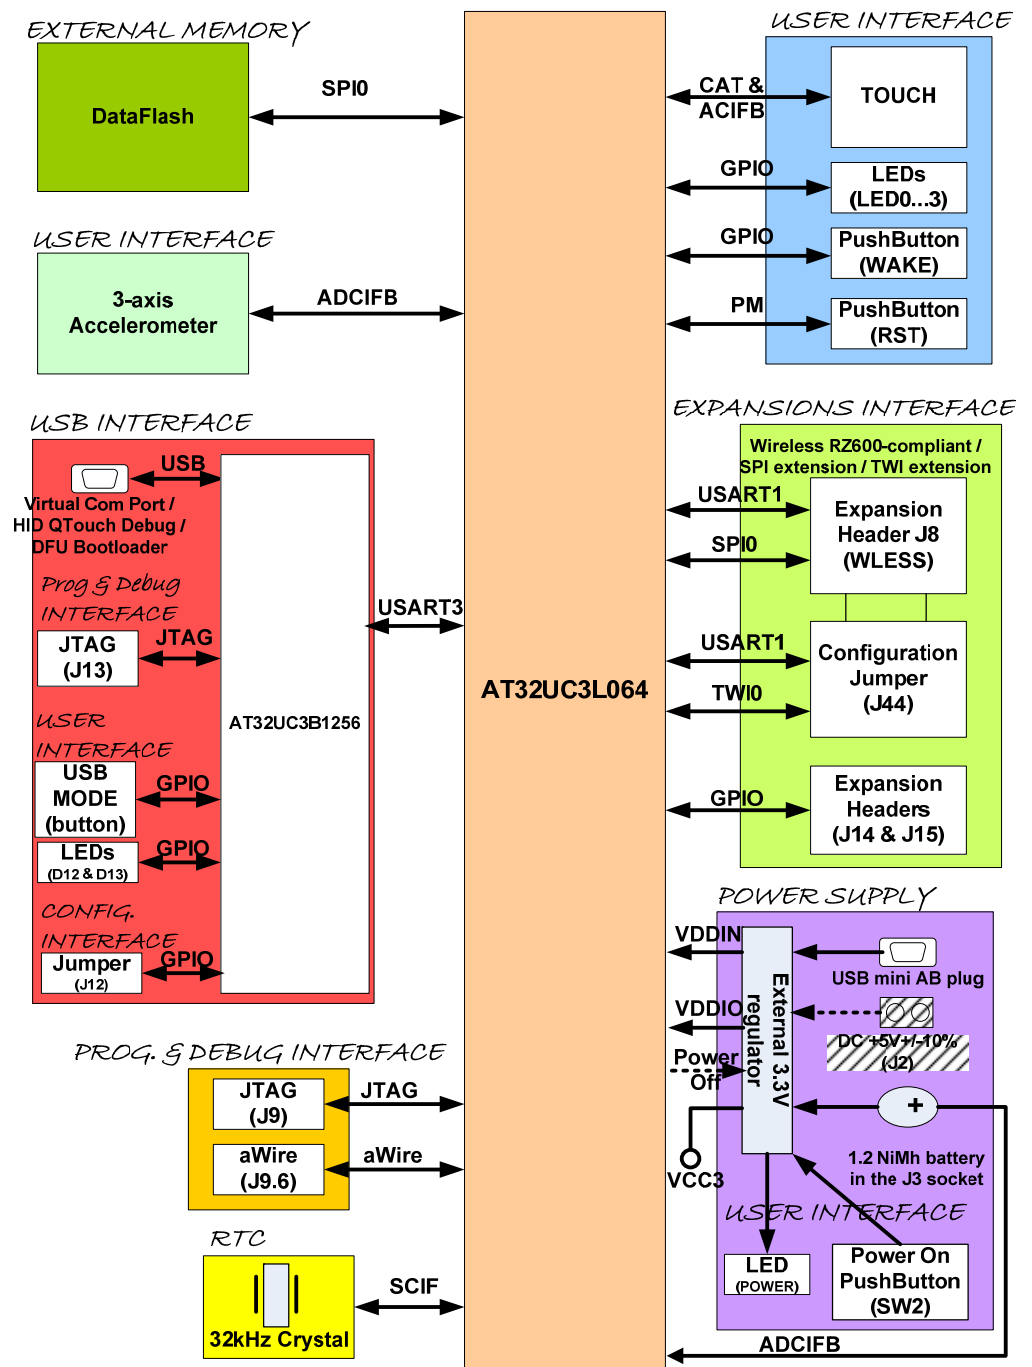 EXTERNAL MEMORY
DataFlash
SPI0
USER INTERFACE
3-axis
Accelerometer
ADCIFB
USB INTERFACE
USB
Virtual Com Port /
HID QTouch Debug /
DFU Bootloader
Prog & Debug
INTERFACE
JTAG
(J13)
JTAG
USER
INTERFACE
USB
MODE
(button)
GPIO
LEDs
(D12 & D13)
GPIO
CONFIG.
INTERFACE
Jumper
(J12)
GPIO
AT32UC3B1256
USART3
PROG. & DEBUG INTERFACE
JTAG
(J9)
JTAG
aWire
(J9.6)
aWire
RTC
32kHz Crystal
SCIF
AT32UC3L064
USER INTERFACE
CAT &
ACIFB
TOUCH
GPIO
LEDs
(LED0...3)
GPIO
PushButton
(WAKE)
PM
PushButton
(RST)
EXPANSIONS INTERFACE
Wireless RZ600-compliant /
SPI extension / TWI extension
USART1
SPI0
Expansion
Header J8
(WLESS)
USART1
TWI0
Configuration
Jumper
(J44)
GPIO
Expansion
Headers
(J14 & J15)
POWER SUPPLY
VDDIN
VDDIO
Power
Off
VCC3
External 3.3V
regulator
USB mini AB plug
DC +5V+/-10%
(J2)
+
1.2 NiMh battery
in the J3 socket
USER INTERFACE
LED
(POWER)
Power On
PushButton
(SW2)
ADCIFB